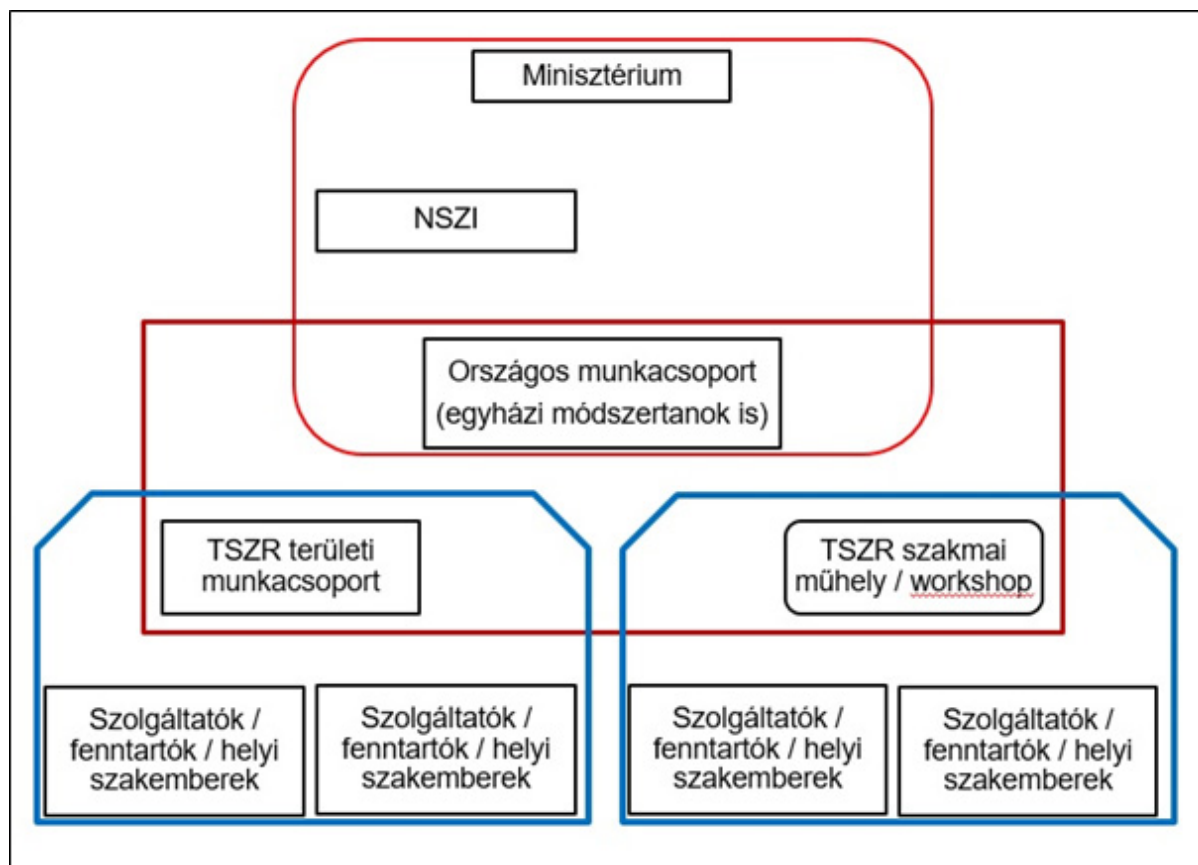 Minisztérium
NSZI
Országos munkacsoport
(egyházi módszertanok is)
TSZR területi
munkacsoport
TSZR szakmai
műhely / workshop
Szolgáltatók /
fenntartók / helyi
szakemberek
Szolgáltatók /
fenntartók / helyi
szakemberek
Szolgáltatók /
fenntartók / helyi
szakemberek
Szolgáltatók /
fenntartók / helyi
szakemberek